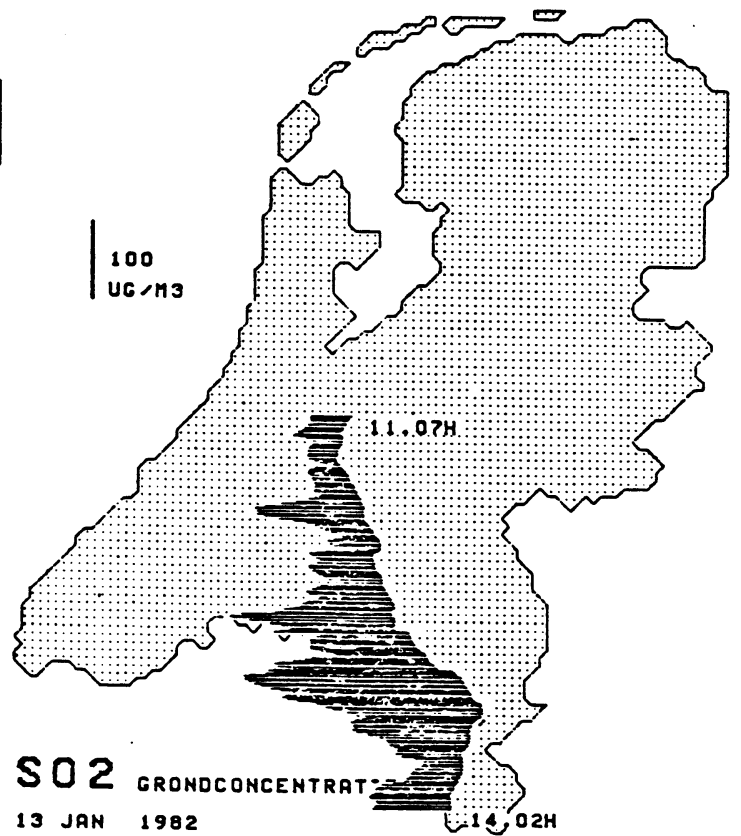 100
UG/M3
11.07H
SO2 GRONDCONCENTRAT
13 JAN 1982
14.02H